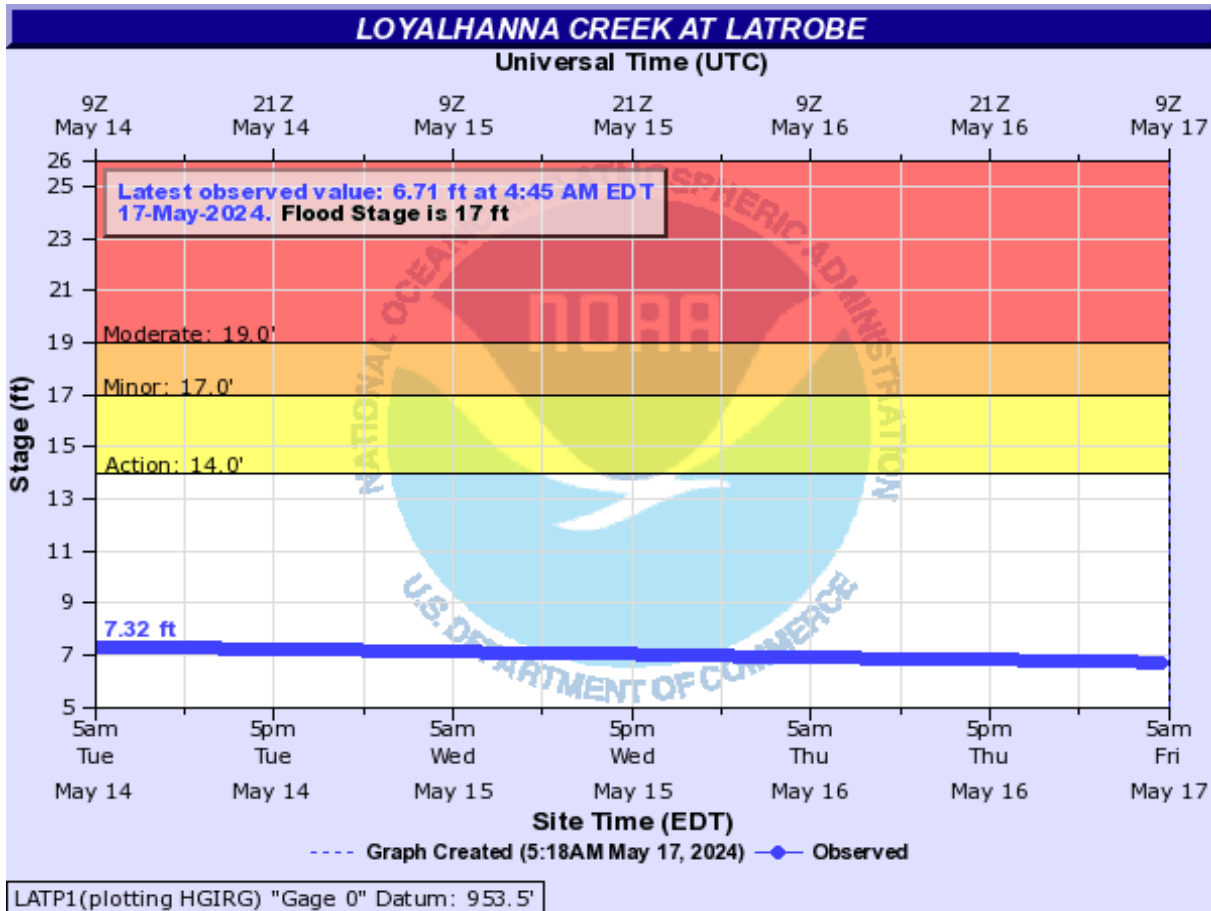 LOYALHANNA CREEK AT LATROBE
Universal Time (UTC)
9Z 21Z 9Z 21Z 9Z 21Z 9Z
May 14 May 14 May 15 May 15 May 16 May 16 May 17
26
25
Latest observed value: 6.71 ft at 4:45 AM EDT
17-May-2024. Flood Stage is 17 ft
23
21
Moderate: 19.0'
19
Minor: 17.0'
17
15
Action: 14.0'
13
11
9
7.32 ft
7
5
Stage (ft)
NATIONAL OCEANIC AND ATMOSPHERIC ADMINISTRATION
NOAA
U.S. DEPARTMENT OF COMMERCE
5am 5pm 5am 5pm 5am 5pm 5am
Tue Tue Wed Wed Thu Thu Fri
May 14 May 14 May 15 May 15 May 16 May 16 May 17
Site Time (EDT)
---- Graph Created (5:18AM May 17, 2024) Observed
LATP1(plotting HGIRG) "Gage 0" Datum: 953.5'